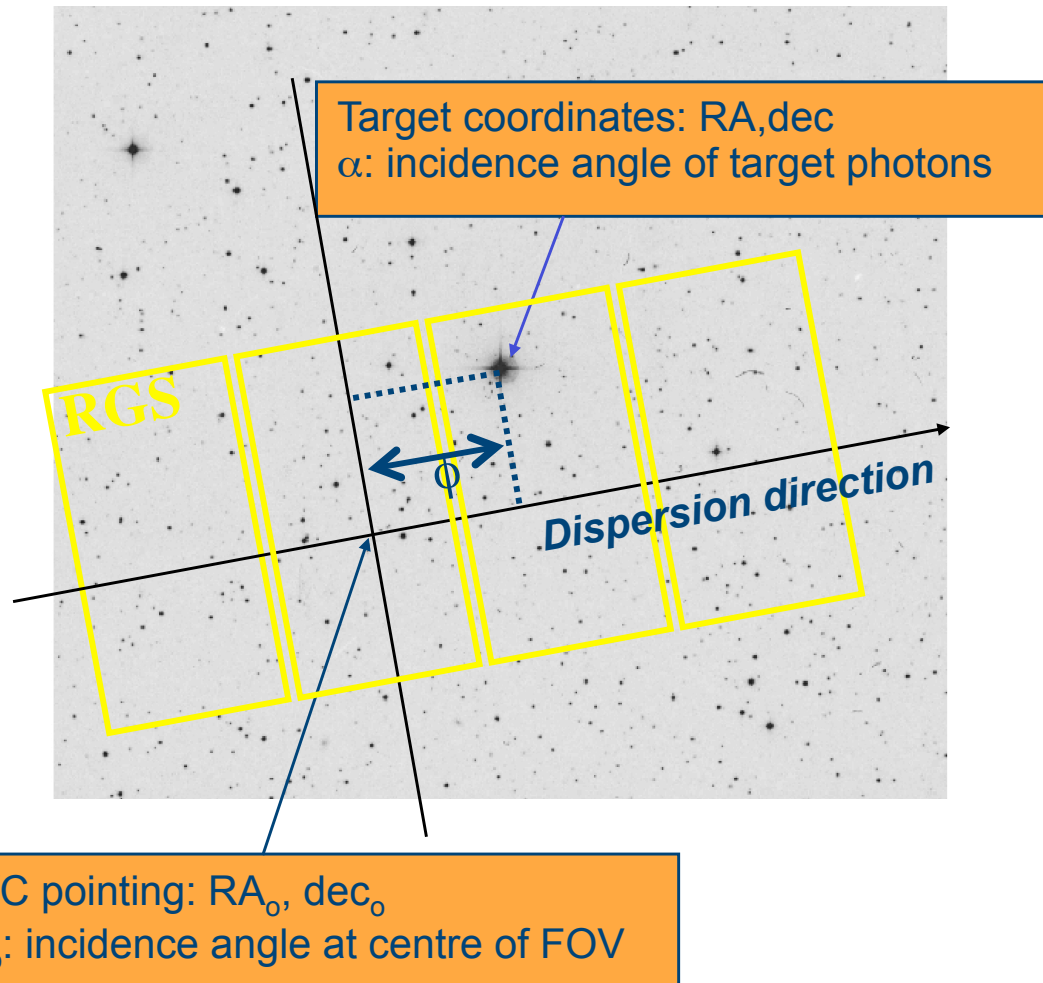 Target coordinates: RA,dec
α: incidence angle of target photons
RGS
φ
Dispersion direction
C pointing: RAₒ, decₒ
: incidence angle at centre of FOV